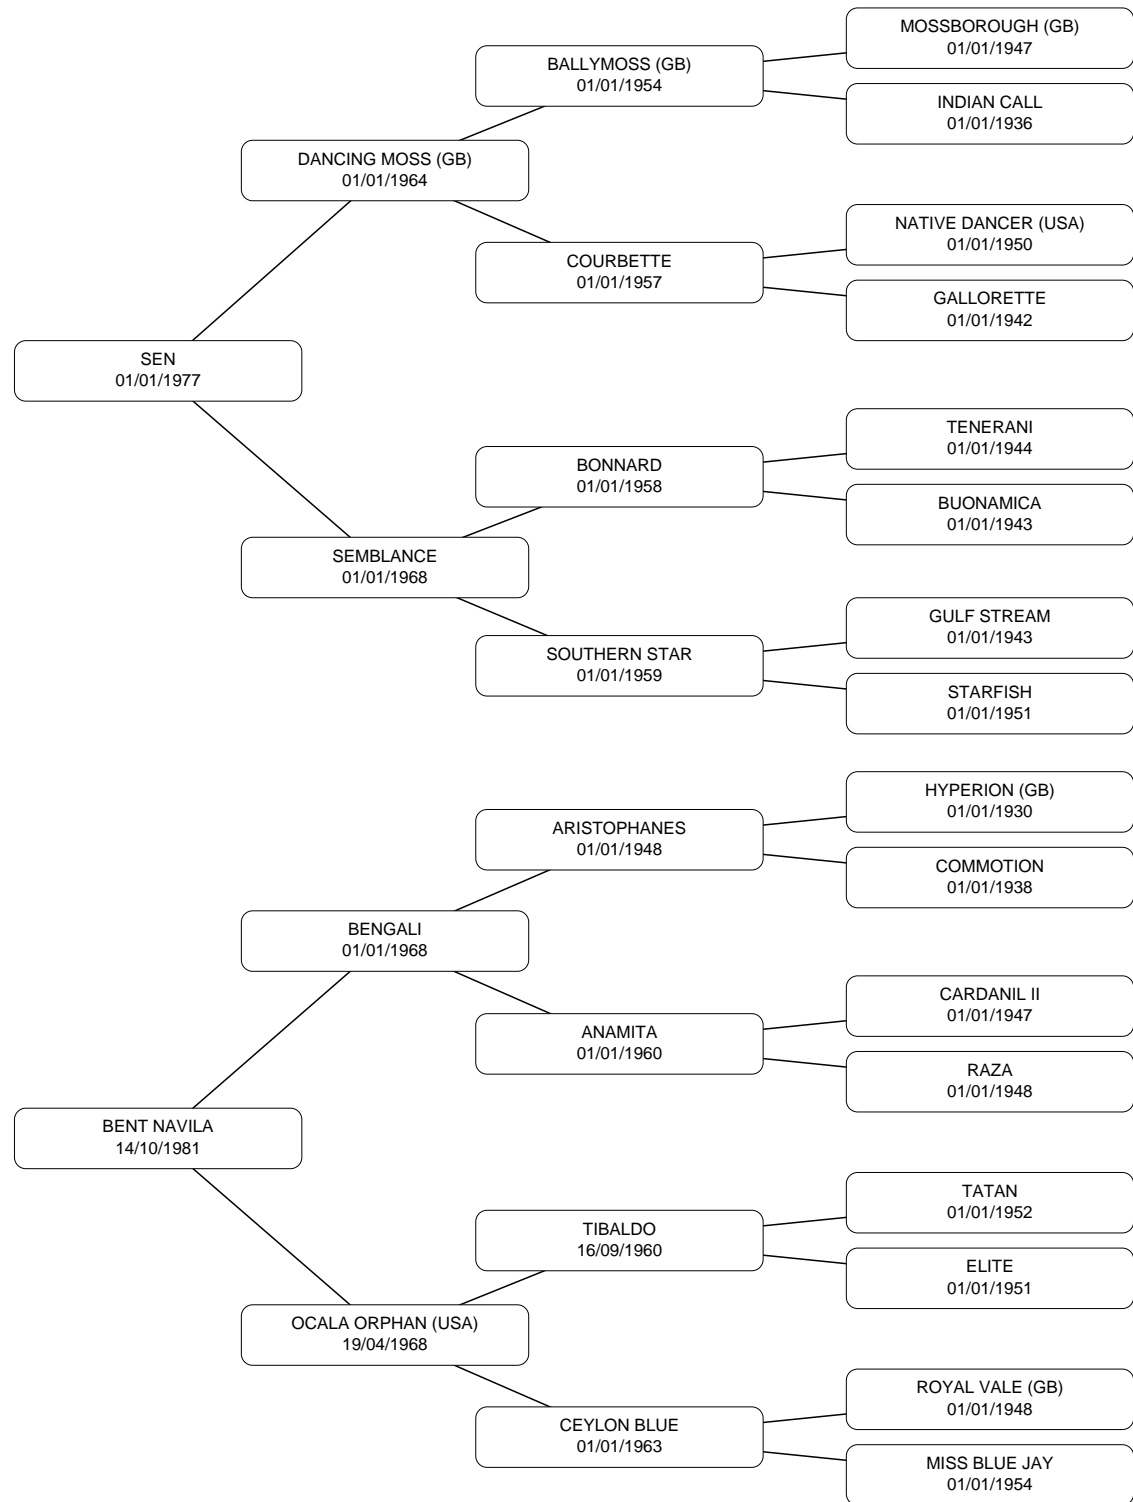 MOSSBOROUGH (GB)
01/01/1947
BALLYMOSS (GB)
01/01/1954
INDIAN CALL
01/01/1936
DANCING MOSS (GB)
01/01/1964
NATIVE DANCER (USA)
01/01/1950
COURBETTE
01/01/1957
GALLORETTE
01/01/1942
SEN
01/01/1977
TENERANI
01/01/1944
BONNARD
01/01/1958
BUONAMICA
01/01/1943
SEMBLANCE
01/01/1968
GULF STREAM
01/01/1943
SOUTHERN STAR
01/01/1959
STARFISH
01/01/1951
HYPERION (GB)
01/01/1930
ARISTOPHANES
01/01/1948
COMMOTION
01/01/1938
BENGALI
01/01/1968
CARDANIL II
01/01/1947
ANAMITA
01/01/1960
RAZA
01/01/1948
BENT NAVILA
14/10/1981
TATAN
01/01/1952
TIBALDO
16/09/1960
ELITE
01/01/1951
OCALA ORPHAN (USA)
19/04/1968
ROYAL VALE (GB)
01/01/1948
CEYLON BLUE
01/01/1963
MISS BLUE JAY
01/01/1954